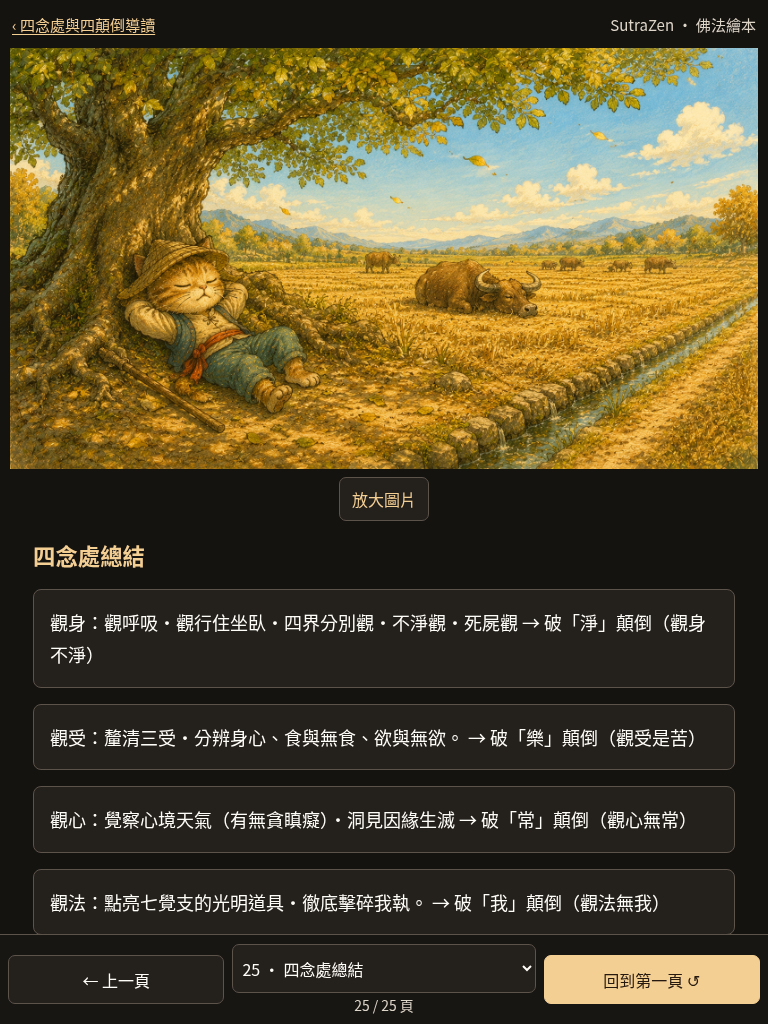 ‹ 四念處與四顛倒導讀
SutraZen · 佛法繪本
放大圖片
四念處總結
觀身：觀呼吸・觀行住坐臥・四界分別觀・不淨觀・死屍觀 → 破「淨」顛倒（觀身
不淨）
觀受：釐清三受・分辨身心、食與無食、欲與無欲。 → 破「樂」顛倒（觀受是苦）
觀心：覺察心境天氣（有無貪瞋癡）・洞見因緣生滅 → 破「常」顛倒（觀心無常）
觀法：點亮七覺支的光明道具・徹底擊碎我執。 → 破「我」顛倒（觀法無我）
← 上一頁
25 · 四念處總結
回到第一頁 ↺
25 / 25 頁